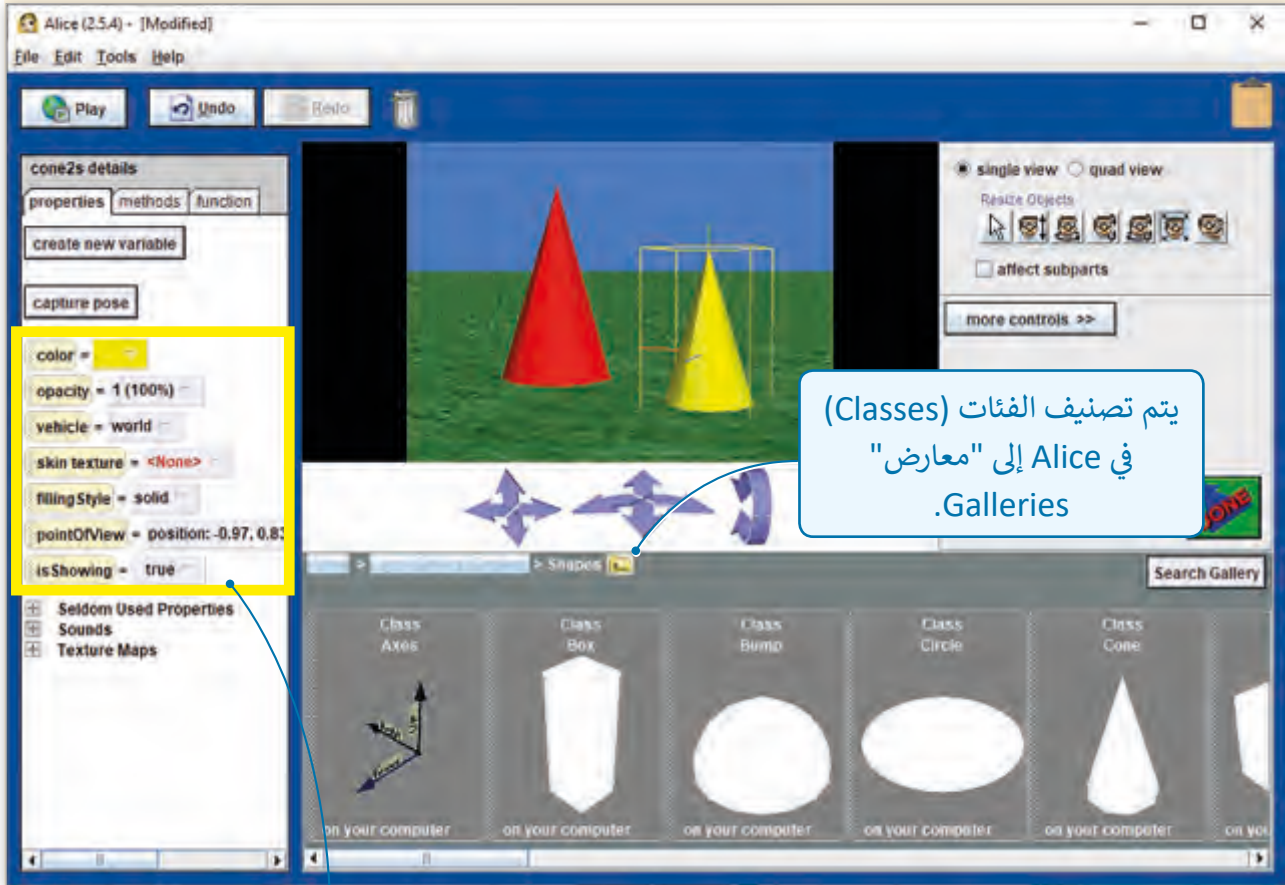 Alice (2.5.4) - [Modified]
File Edit Tools Help
Play Undo Redo
cone2s details
properties methods function
create new variable
capture pose
color =
opacity = 1 (100%)
vehicle = world
skin texture = <None>
fillingStyle = solid
pointOfView = position: -0.97, 0.83
isShowing = true
Seldom Used Properties
Sounds
Texture Maps
single view quad view
Resize Objects
affect subparts
more controls >>
يتم تصنيف الفئات (Classes)
في Alice إلى "معارض"
Galleries.
DONE
> > Shapes
Search Gallery
Class
Axes
on your computer
Class
Box
on your computer
Class
Bump
on your computer
Class
Circle
on your computer
Class
Cone
on your computer
on you